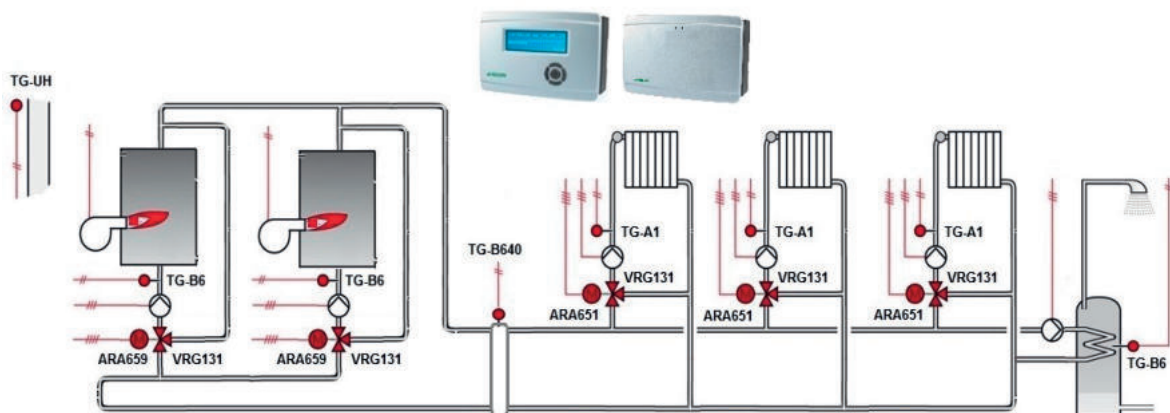 TG-UH
TG-B6
TG-B6
ARA659
VRG131
ARA659
VRG131
TG-B640
TG-A1
VRG131
ARA651
TG-A1
VRG131
ARA651
TG-A1
VRG131
ARA651
TG-B6